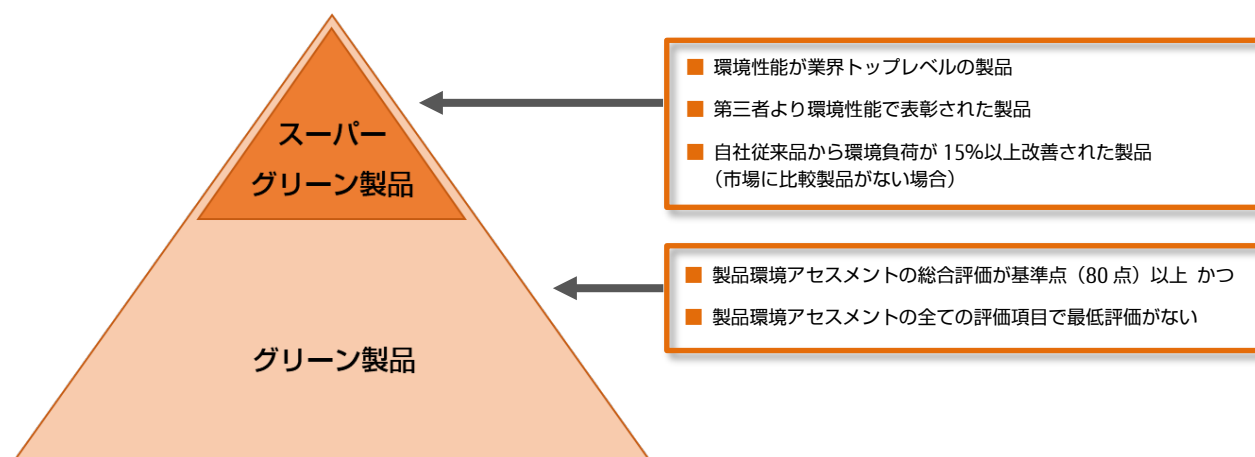 スーパー
グリーン製品
■ 環境性能が業界トップレベルの製品
■ 第三者より環境性能で表彰された製品
■ 自社従来品から環境負荷が 15%以上改善された製品
（市場に比較製品がない場合）
グリーン製品
■ 製品環境アセスメントの総合評価が基準点（80 点）以上 かつ
■ 製品環境アセスメントの全ての評価項目で最低評価がない